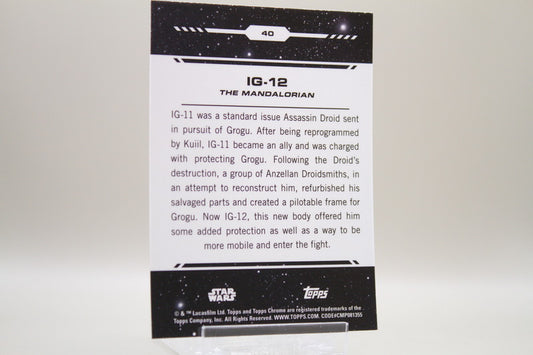 40
IG-12
THE MANDALORIAN
IG-11 was a standard issue Assassin Droid sent
in pursuit of Grogu. After being reprogrammed
by Kuiil, IG-11 became an ally and was charged
with protecting Grogu. Following the Droid's
destruction, a group of Anzellan Droidsmiths, in
an attempt to reconstruct him, refurbished his
salvaged parts and created a pilotable frame for
Grogu. Now IG-12, this new body offered him
some added protection as well as a way to be
more mobile and enter the fight.
STAR
WARS
Topps
© & ™ Lucasfilm Ltd. Topps and Topps Chrome are registered trademarks of The
Topps Company, Inc. All Rights Reserved. WWW.TOPPS.COM. CODE#CMP081355